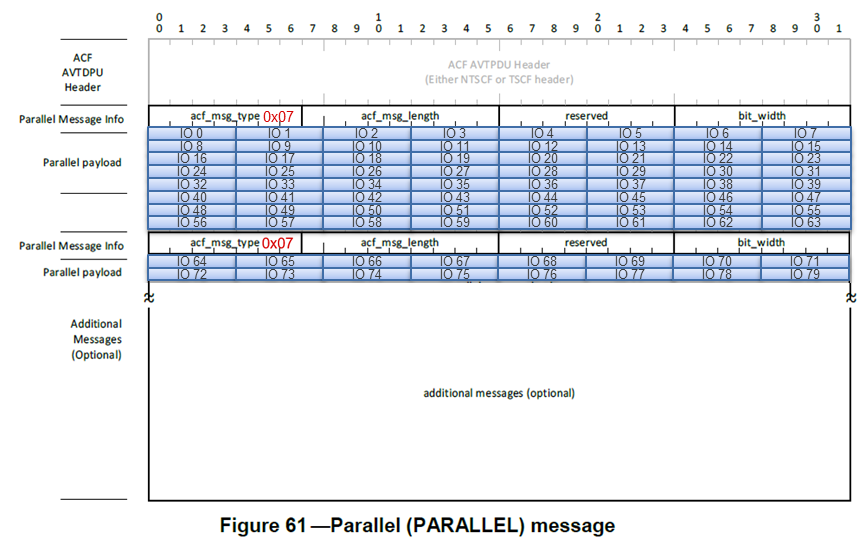 0 1 2 3
0 1 2 3 4 5 6 7 8 9 0 1 2 3 4 5 6 7 8 9 0 1 2 3 4 5 6 7 8 9 0 1
ACF
AVTDPU
Header
ACF AVTPDU Header
(Either NTSCF or TSCF header)
Parallel Message Info
acf_msg_type 0x07 acf_msg_length reserved bit_width
Parallel payload
IO 0 IO 1 IO 2 IO 3 IO 4 IO 5 IO 6 IO 7
IO 8 IO 9 IO 10 IO 11 IO 12 IO 13 IO 14 IO 15
IO 16 IO 17 IO 18 IO 19 IO 20 IO 21 IO 22 IO 23
IO 24 IO 25 IO 26 IO 27 IO 28 IO 29 IO 30 IO 31
IO 32 IO 33 IO 34 IO 35 IO 36 IO 37 IO 38 IO 39
IO 40 IO 41 IO 42 IO 43 IO 44 IO 45 IO 46 IO 47
IO 48 IO 49 IO 50 IO 51 IO 52 IO 53 IO 54 IO 55
IO 56 IO 57 IO 58 IO 59 IO 60 IO 61 IO 62 IO 63
Parallel Message Info
acf_msg_type 0x07 acf_msg_length reserved bit_width
Parallel payload
IO 64 IO 65 IO 66 IO 67 IO 68 IO 69 IO 70 IO 71
IO 72 IO 73 IO 74 IO 75 IO 76 IO 77 IO 78 IO 79
Additional
Messages
(Optional)
additional messages (optional)
Figure 61—Parallel (PARALLEL) message